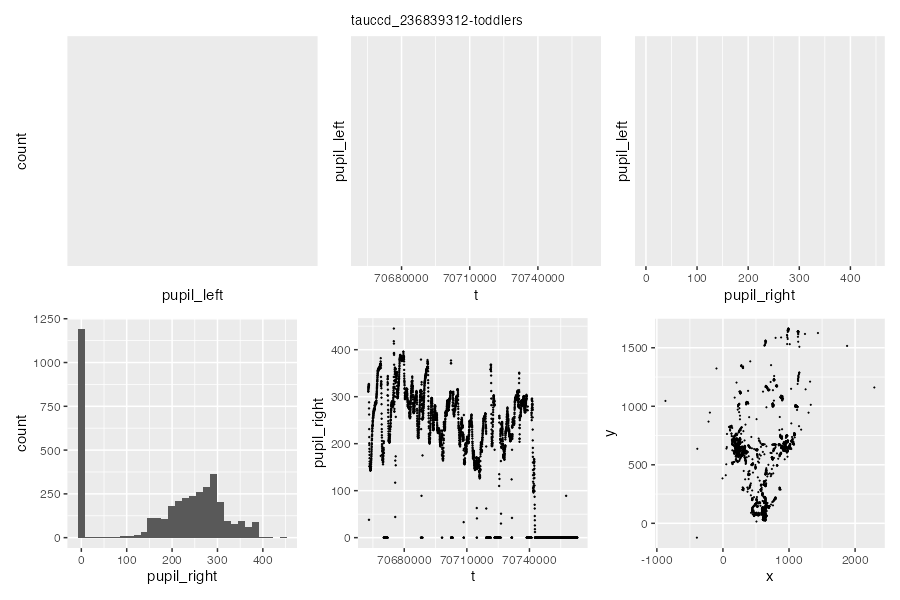 tauccd_236839312-toddlers
count
pupil_left
pupil_left
70680000 70710000 70740000
t
pupil_left
0 100 200 300 400
pupil_right
count
1250
1000
750
500
250
0
0 100 200 300 400
pupil_right
pupil_right
400
300
200
100
0
70680000 70710000 70740000
t
y
1500
1000
500
0
-1000 0 1000 2000
x